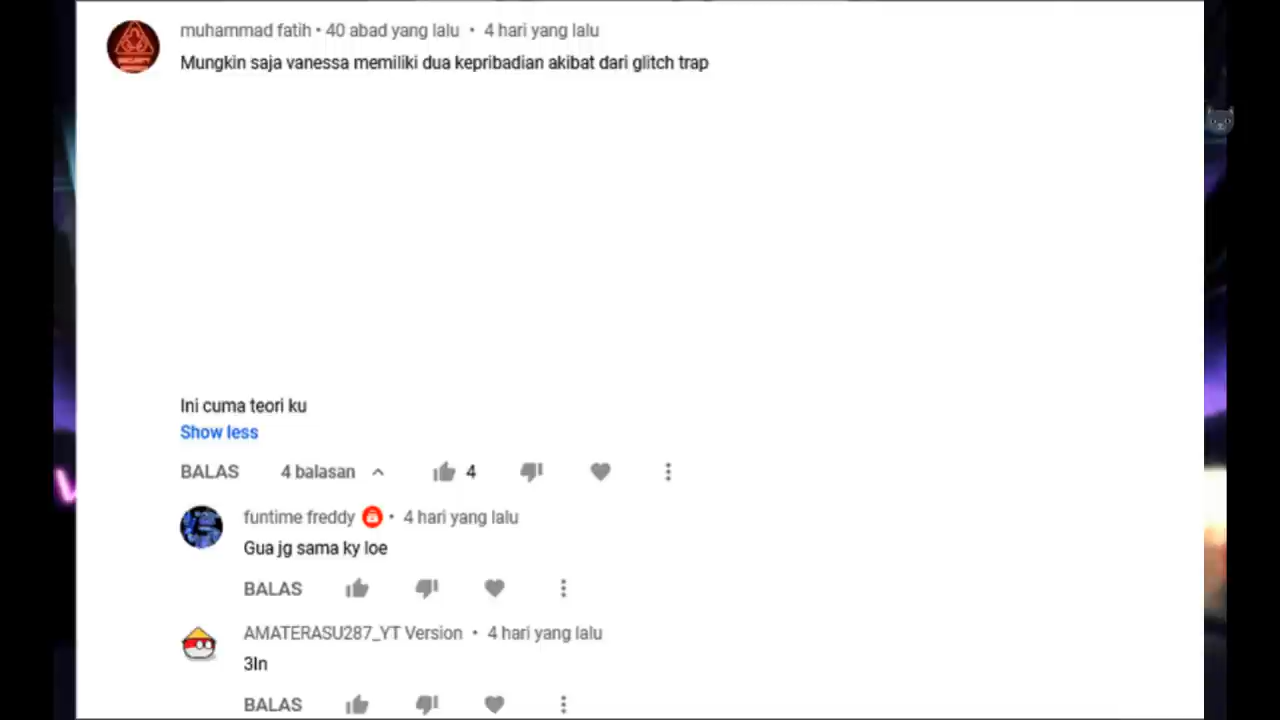 muhammad fatih • 40 abad yang lalu • 4 hari yang lalu
Mungkin saja vanessa memiliki dua kepribadian akibat dari glitch trap
Ini cuma teori ku
Show less
BALAS 4 balasan 4
funtime freddy • 4 hari yang lalu
Gua jg sama ky loe
BALAS
AMATERASU287_YT Version • 4 hari yang lalu
3In
BALAS